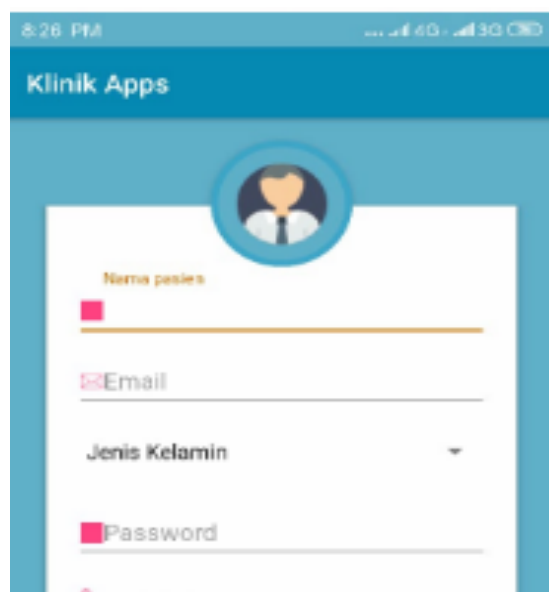 8:26 PM 4G 3G
Klinik Apps
Nama pasien
Email
Jenis Kelamin
Password